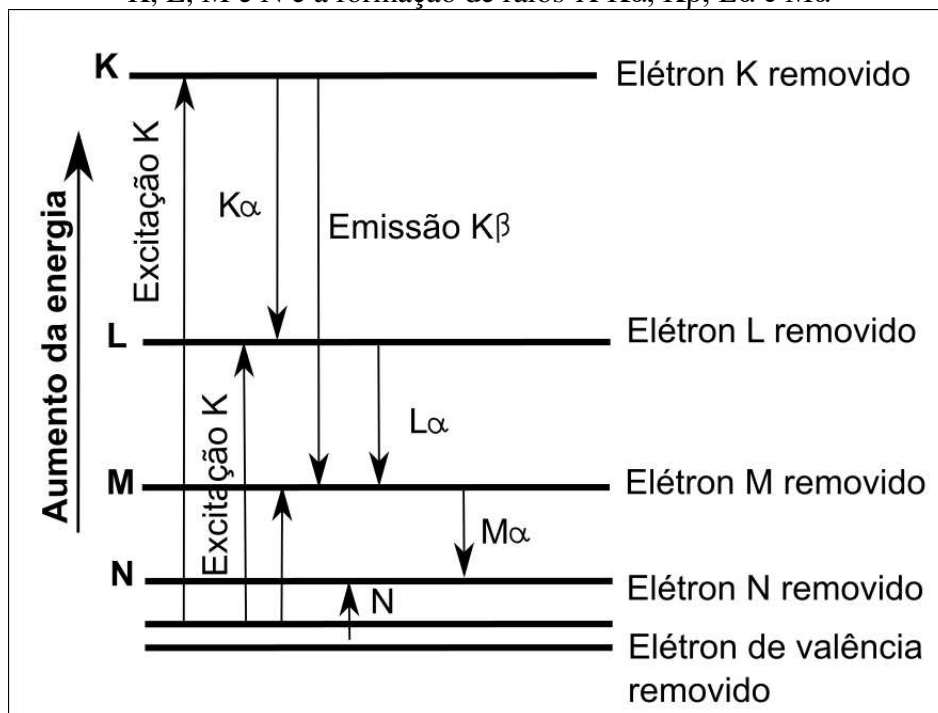 K, L, M e N e a formação de raios-X Kα, Kβ, Lα e Mα
K
Elétron K removido
Aumento da energia
Excitação K
Kα
Emissão Kβ
L
Elétron L removido
Excitação K
Lα
M
Elétron M removido
Mα
N
Elétron N removido
N
Elétron de valência
removido